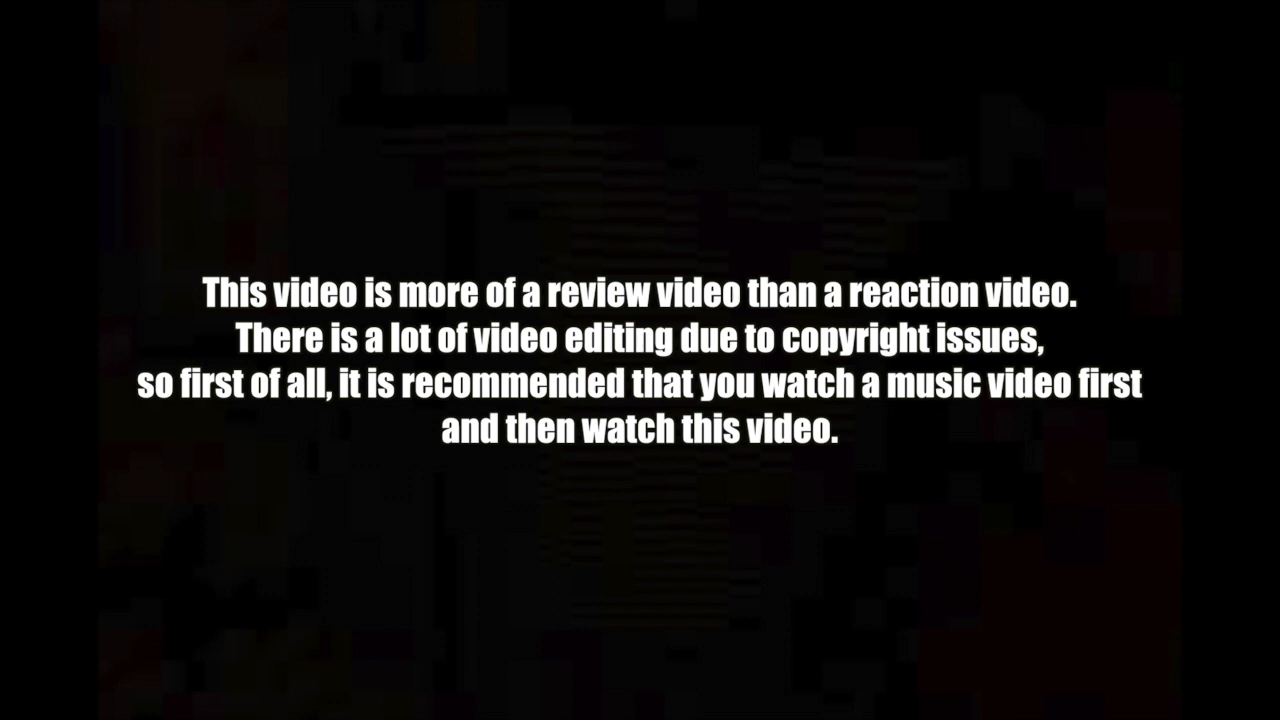 This video is more of a review video than a reaction video.
There is a lot of video editing due to copyright issues,
so first of all, it is recommended that you watch a music video first
and then watch this video.